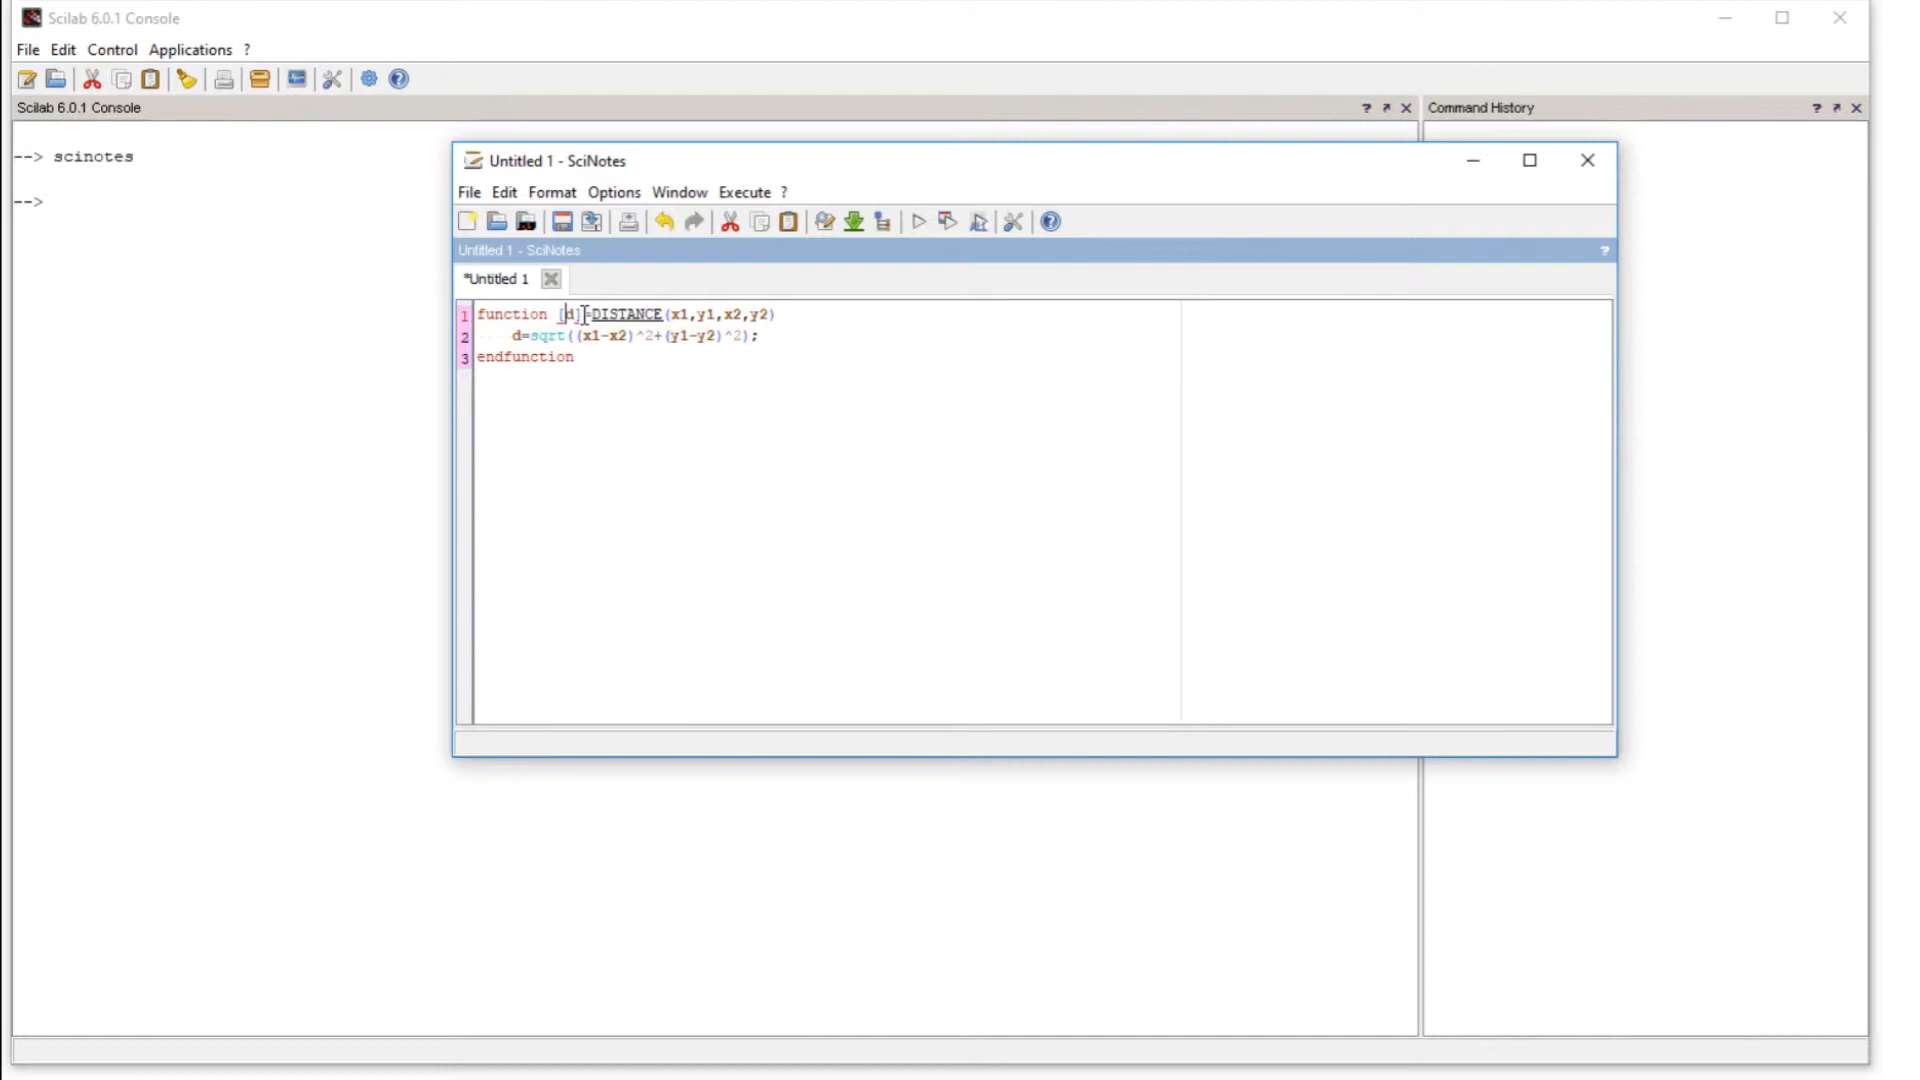 Scilab 6.0.1 Console
File Edit Control Applications ?
Scilab 6.0.1 Console
Command History
--> scinotes
-->
Untitled 1 - SciNotes
File Edit Format Options Window Execute ?
Untitled 1 - SciNotes
*Untitled 1
1 function [d]=DISTANCE(x1,y1,x2,y2)
2 d=sqrt((x1-x2)^2+(y1-y2)^2);
3 endfunction